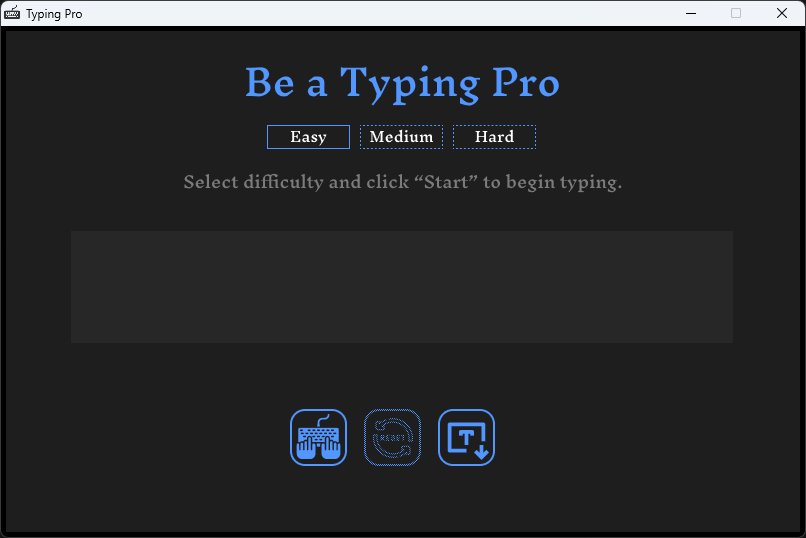 Typing Pro
Be a Typing Pro
Easy Medium Hard
Select difficulty and click “Start” to begin typing.
RESET T